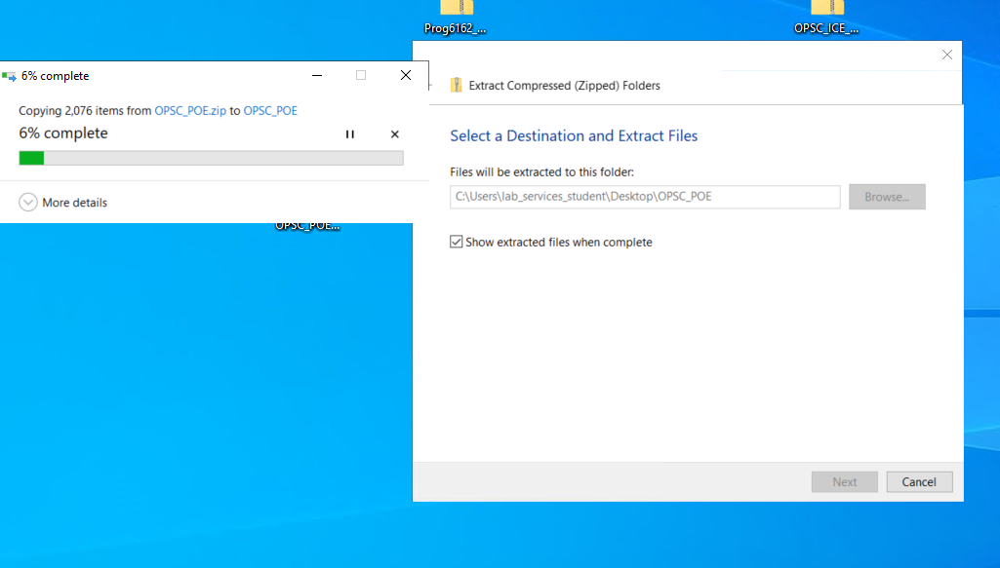 Prog6162_...
OPSC_ICE_...
6% complete
Copying 2,076 items from OPSC_POE.zip to OPSC_POE
6% complete
More details
OPSC_POE...
Extract Compressed (Zipped) Folders
Select a Destination and Extract Files
Files will be extracted to this folder:
C:\Users\lab_services_student\Desktop\OPSC_POE
Browse...
Show extracted files when complete
Next
Cancel